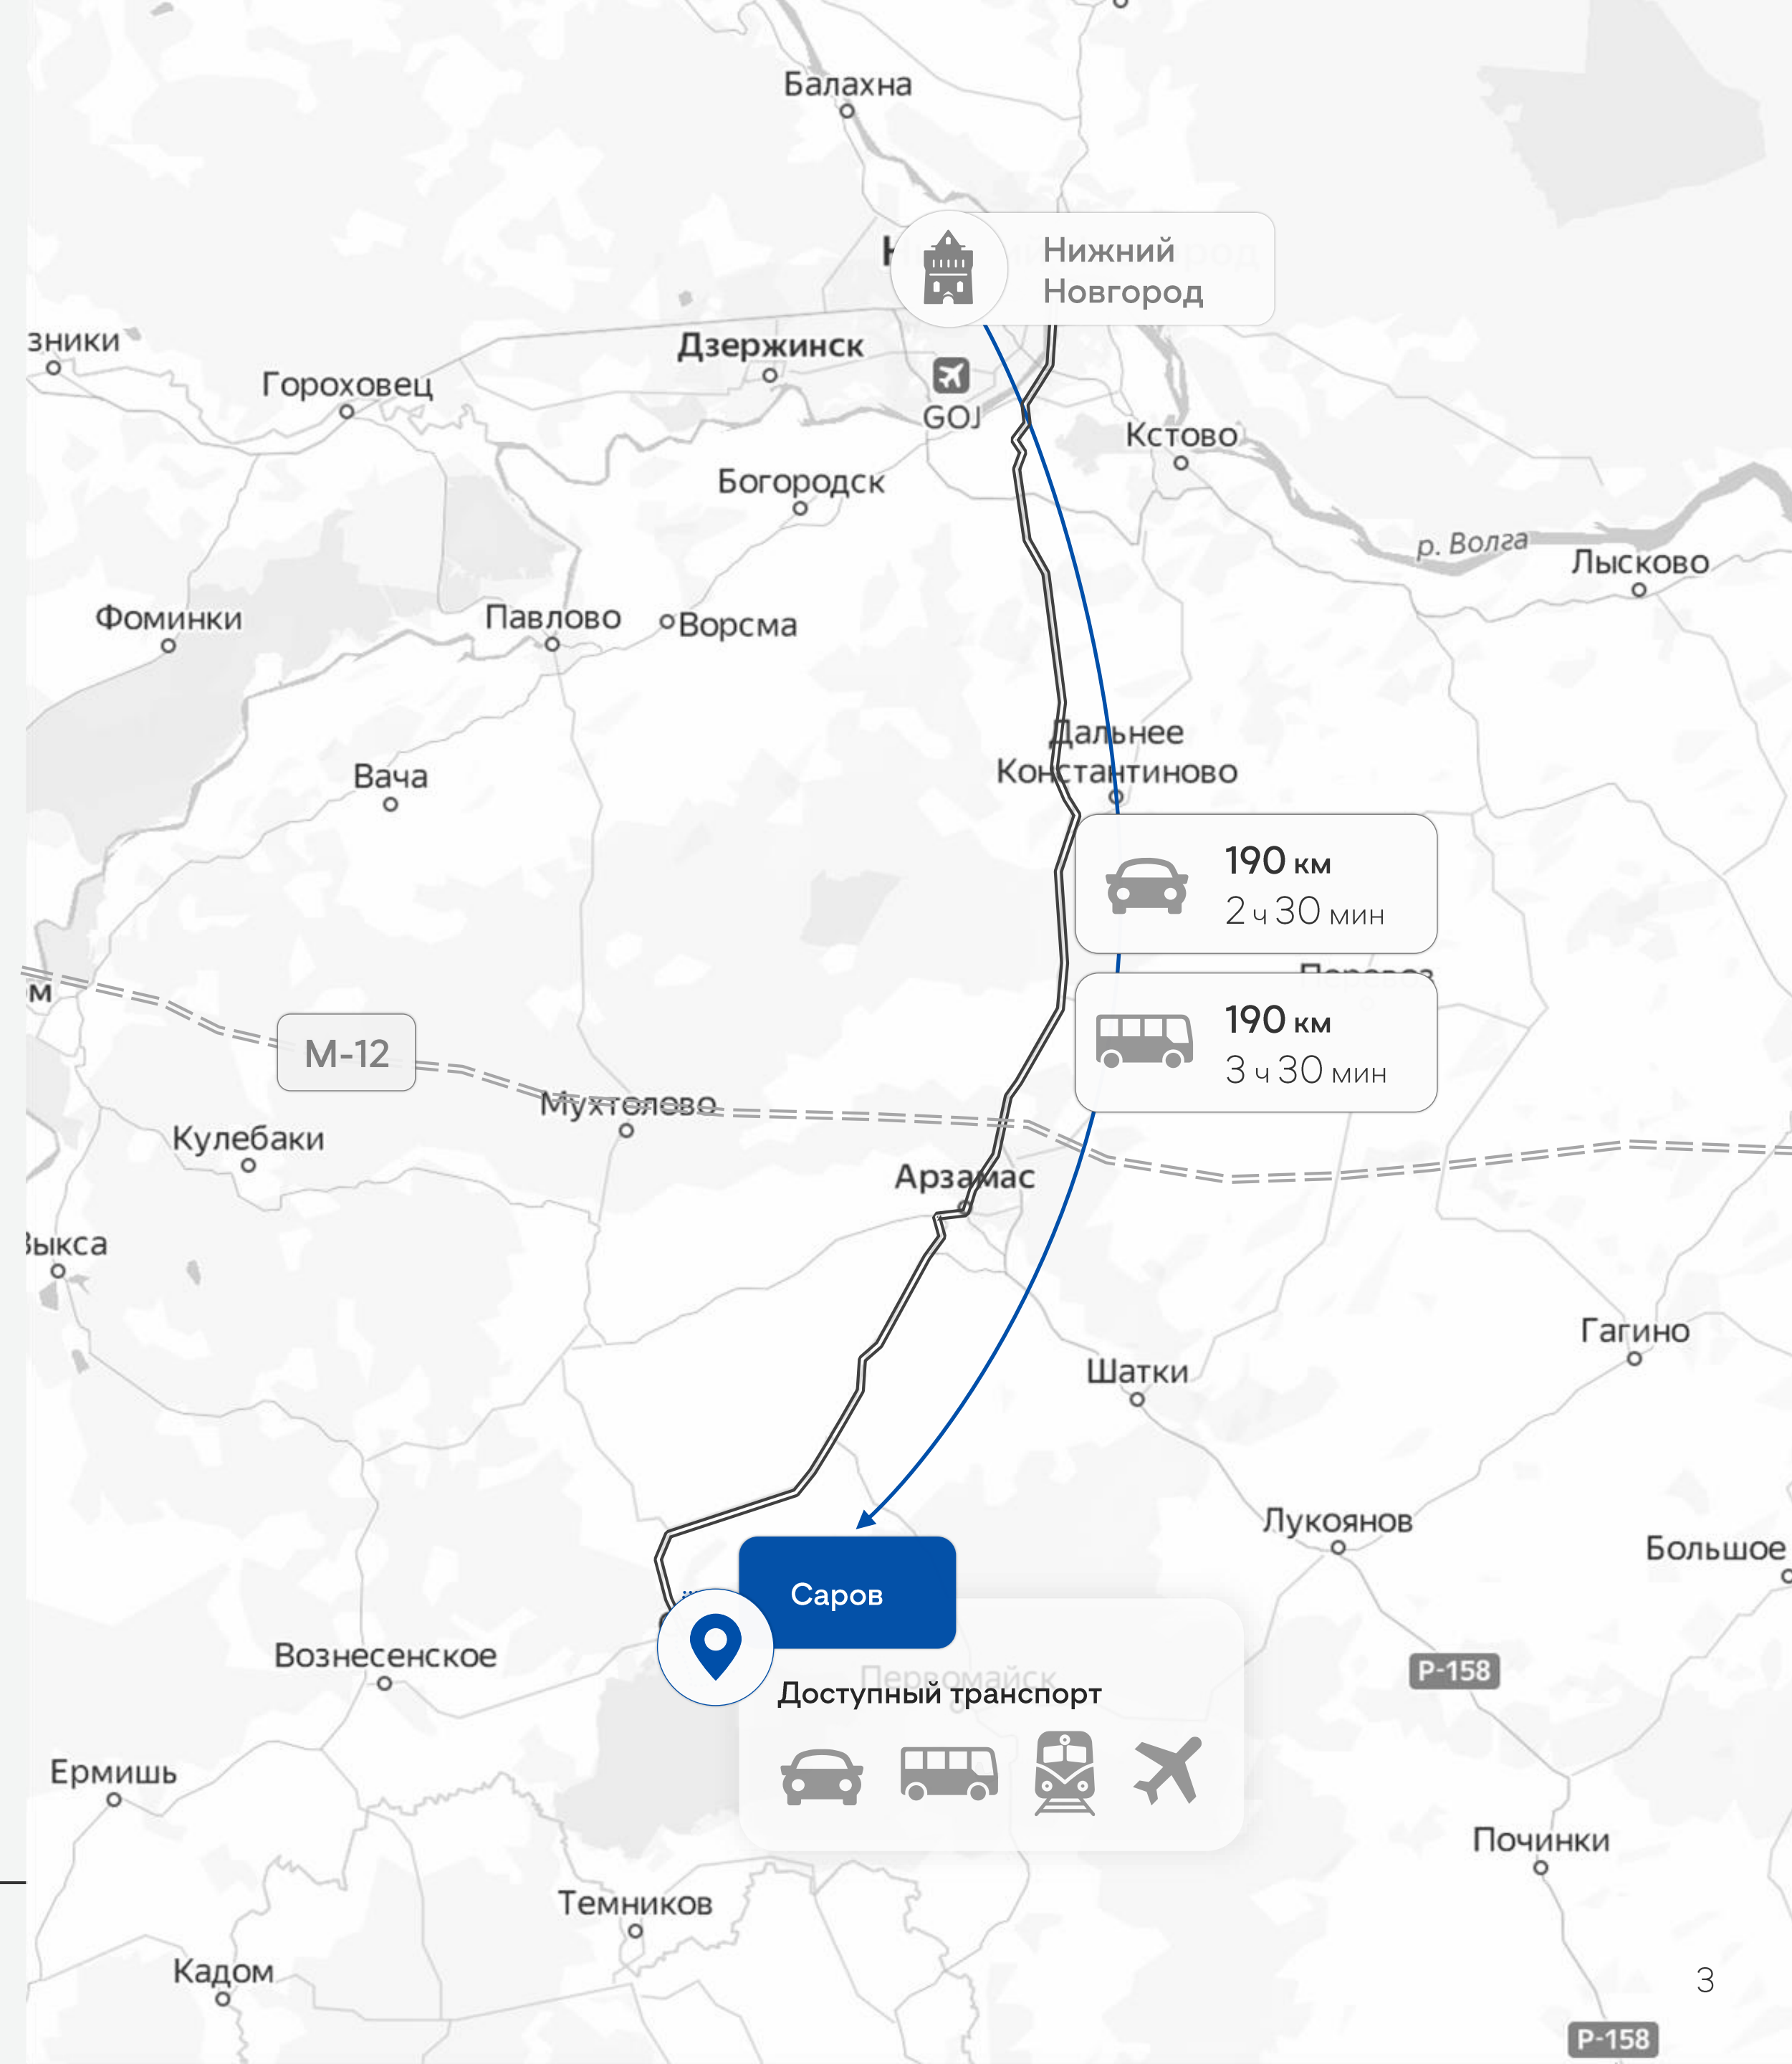 Балахна
Нижний
Новгород
Дзержинск
зники
Гороховец
GOJ
Кстово
Богородск
р. Волга
Лысково
Фоминки
Павлово
Ворсма
Дальнее
Константиново
Вача
190 км
2 ч 30 мин
190 км
3 ч 30 мин
М-12
Мухтолово
Кулебаки
Арзамас
Выкса
Гагино
Шатки
Лукоянов
Большое
Саров
Вознесенское
Первомайск
Р-158
Доступный транспорт
Ермишь
Починки
Темников
Кадом
3
Р-158